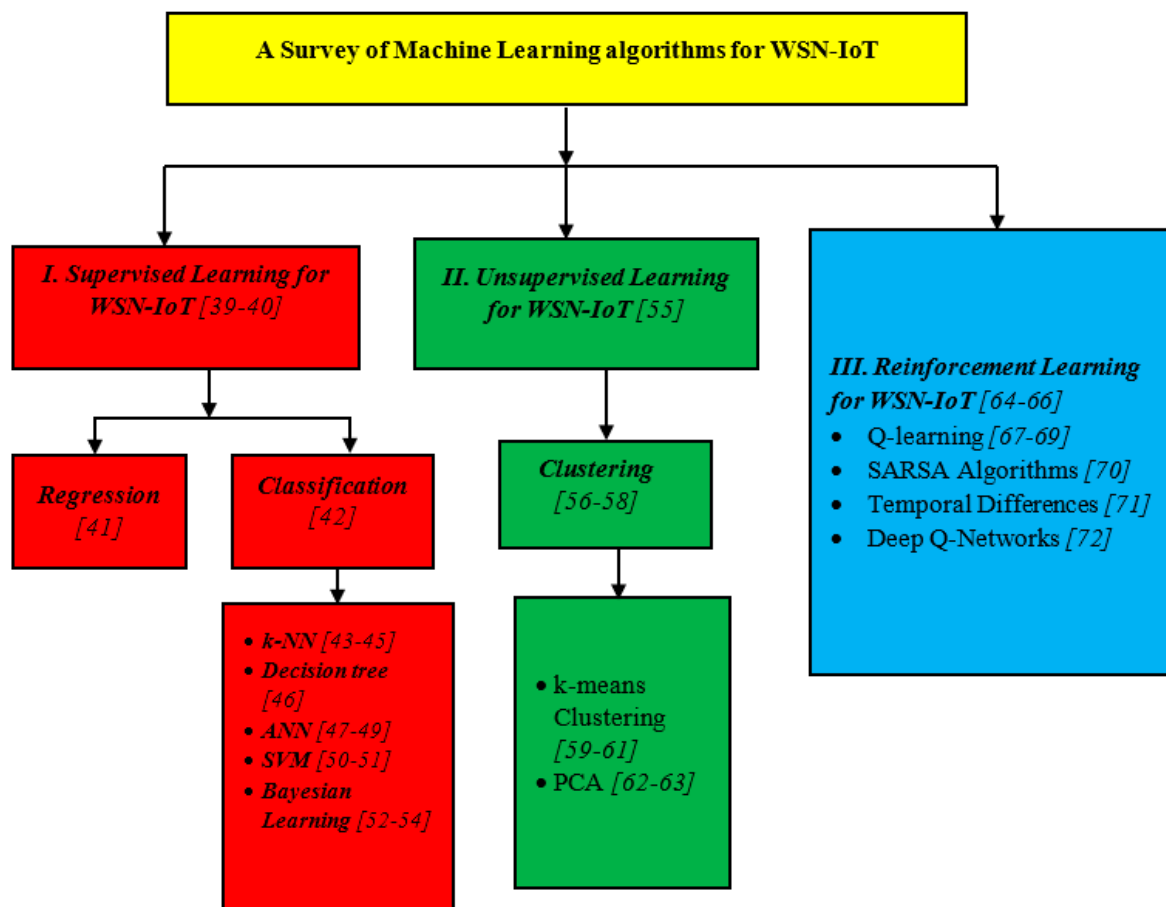 A Survey of Machine Learning algorithms for WSN-IoT
I. Supervised Learning for
WSN-IoT [39-40]
II. Unsupervised Learning
for WSN-IoT [55]
III. Reinforcement Learning
for WSN-IoT [64-66]
• Q-learning [67-69]
• SARSA Algorithms [70]
• Temporal Differences [71]
• Deep Q-Networks [72]
Regression
[41]
Classification
[42]
Clustering
[56-58]
• k-NN [43-45]
• Decision tree
[46]
• ANN [47-49]
• SVM [50-51]
• Bayesian
Learning [52-54]
• k-means
Clustering
[59-61]
• PCA [62-63]